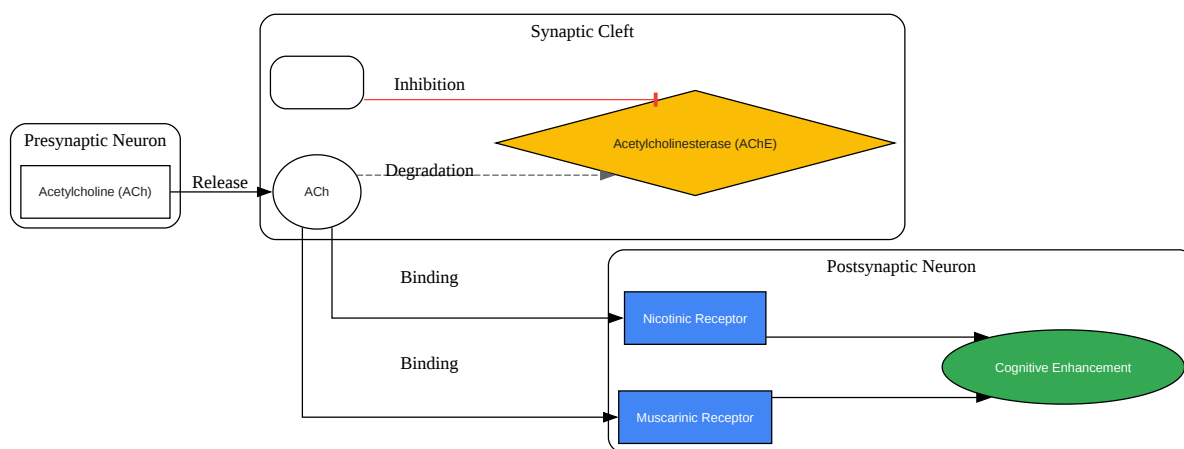 Synaptic Cleft
Inhibition
Presynaptic Neuron
Acetylcholinesterase (AChE)
Degradation
Release
Acetylcholine (ACh)
ACh
Postsynaptic Neuron
Binding
Nicotinic Receptor
Binding
Cognitive Enhancement
Muscarinic Receptor